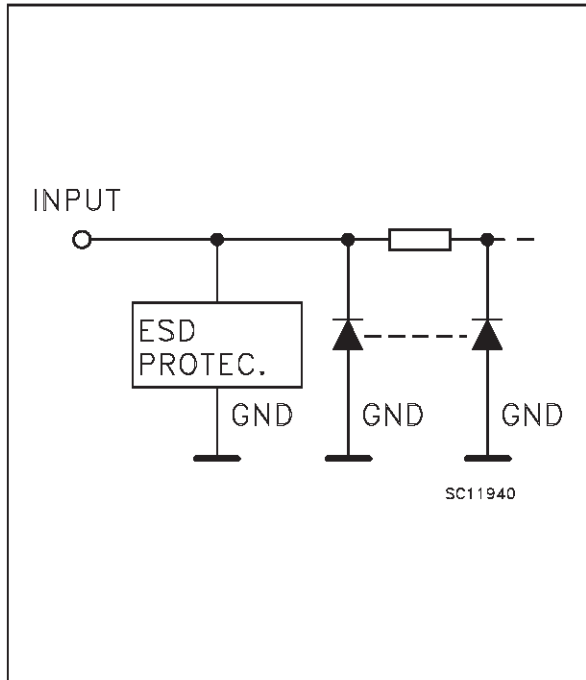 INPUT
ESD
PROTEC.
GND
GND
GND
SC11940